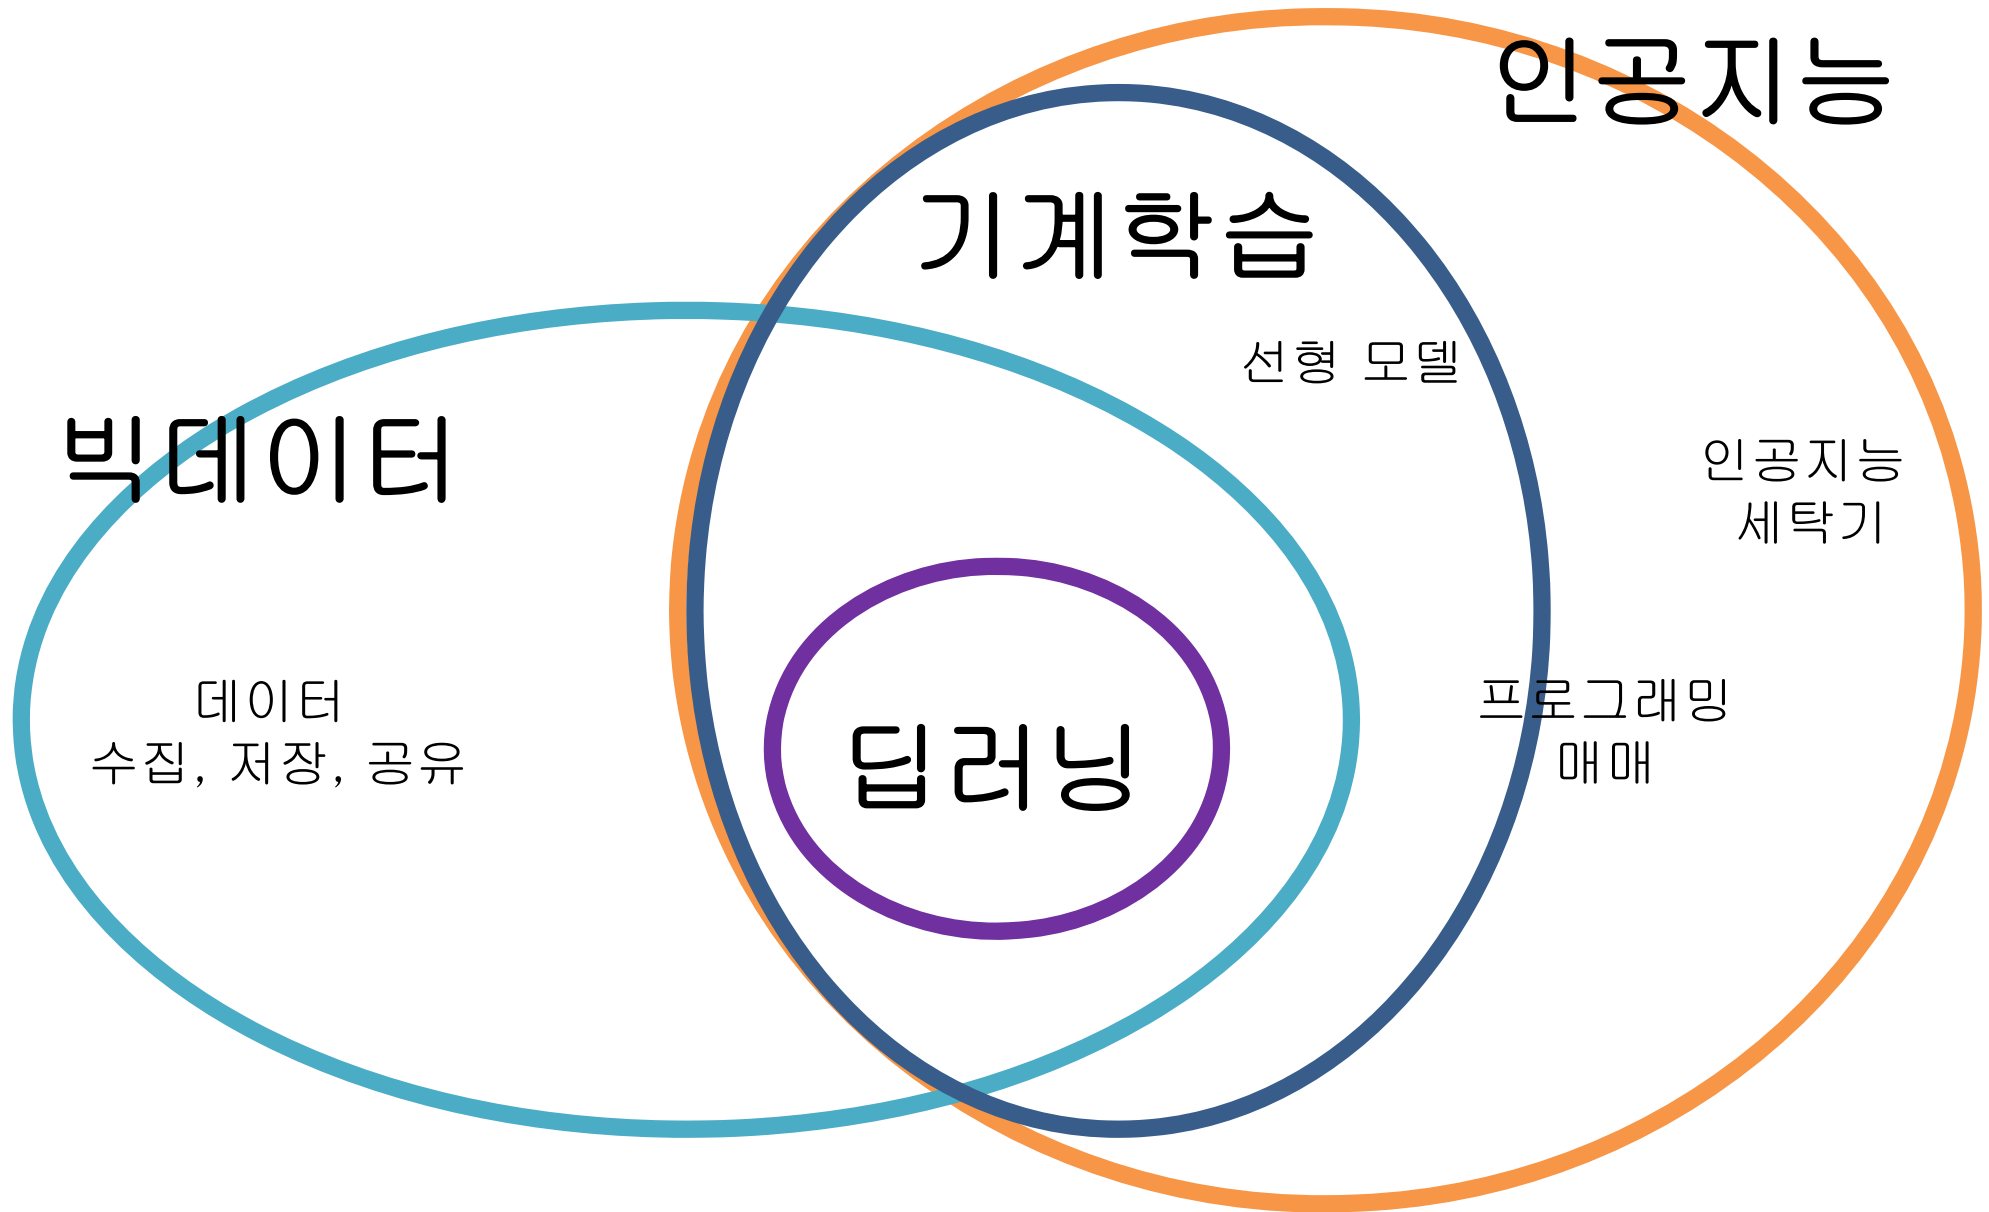 인공지능
기계학습
선형 모델
빅데이터
인공지능
세탁기
데이터
수집, 저장, 공유
프로그래밍
매매
딥러닝